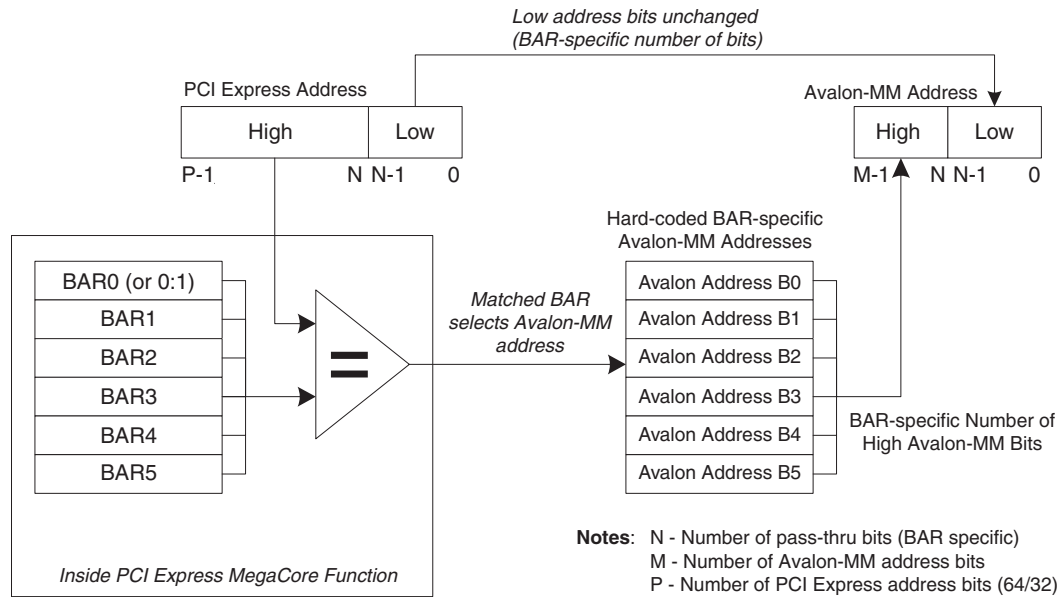 Low address bits unchanged
(BAR-specific number of bits)
PCI Express Address
High
Low
P-1
N
N-1
0
Avalon-MM Address
High
Low
M-1
N
N-1
0
Hard-coded BAR-specific
Avalon-MM Addresses
BAR0 (or 0:1)
BAR1
BAR2
BAR3
BAR4
BAR5
=
Matched BAR
selects Avalon-MM
address
Avalon Address B0
Avalon Address B1
Avalon Address B2
Avalon Address B3
Avalon Address B4
Avalon Address B5
BAR-specific Number of
High Avalon-MM Bits
Inside PCI Express MegaCore Function
Notes: N - Number of pass-thru bits (BAR specific)
M - Number of Avalon-MM address bits
P - Number of PCI Express address bits (64/32)